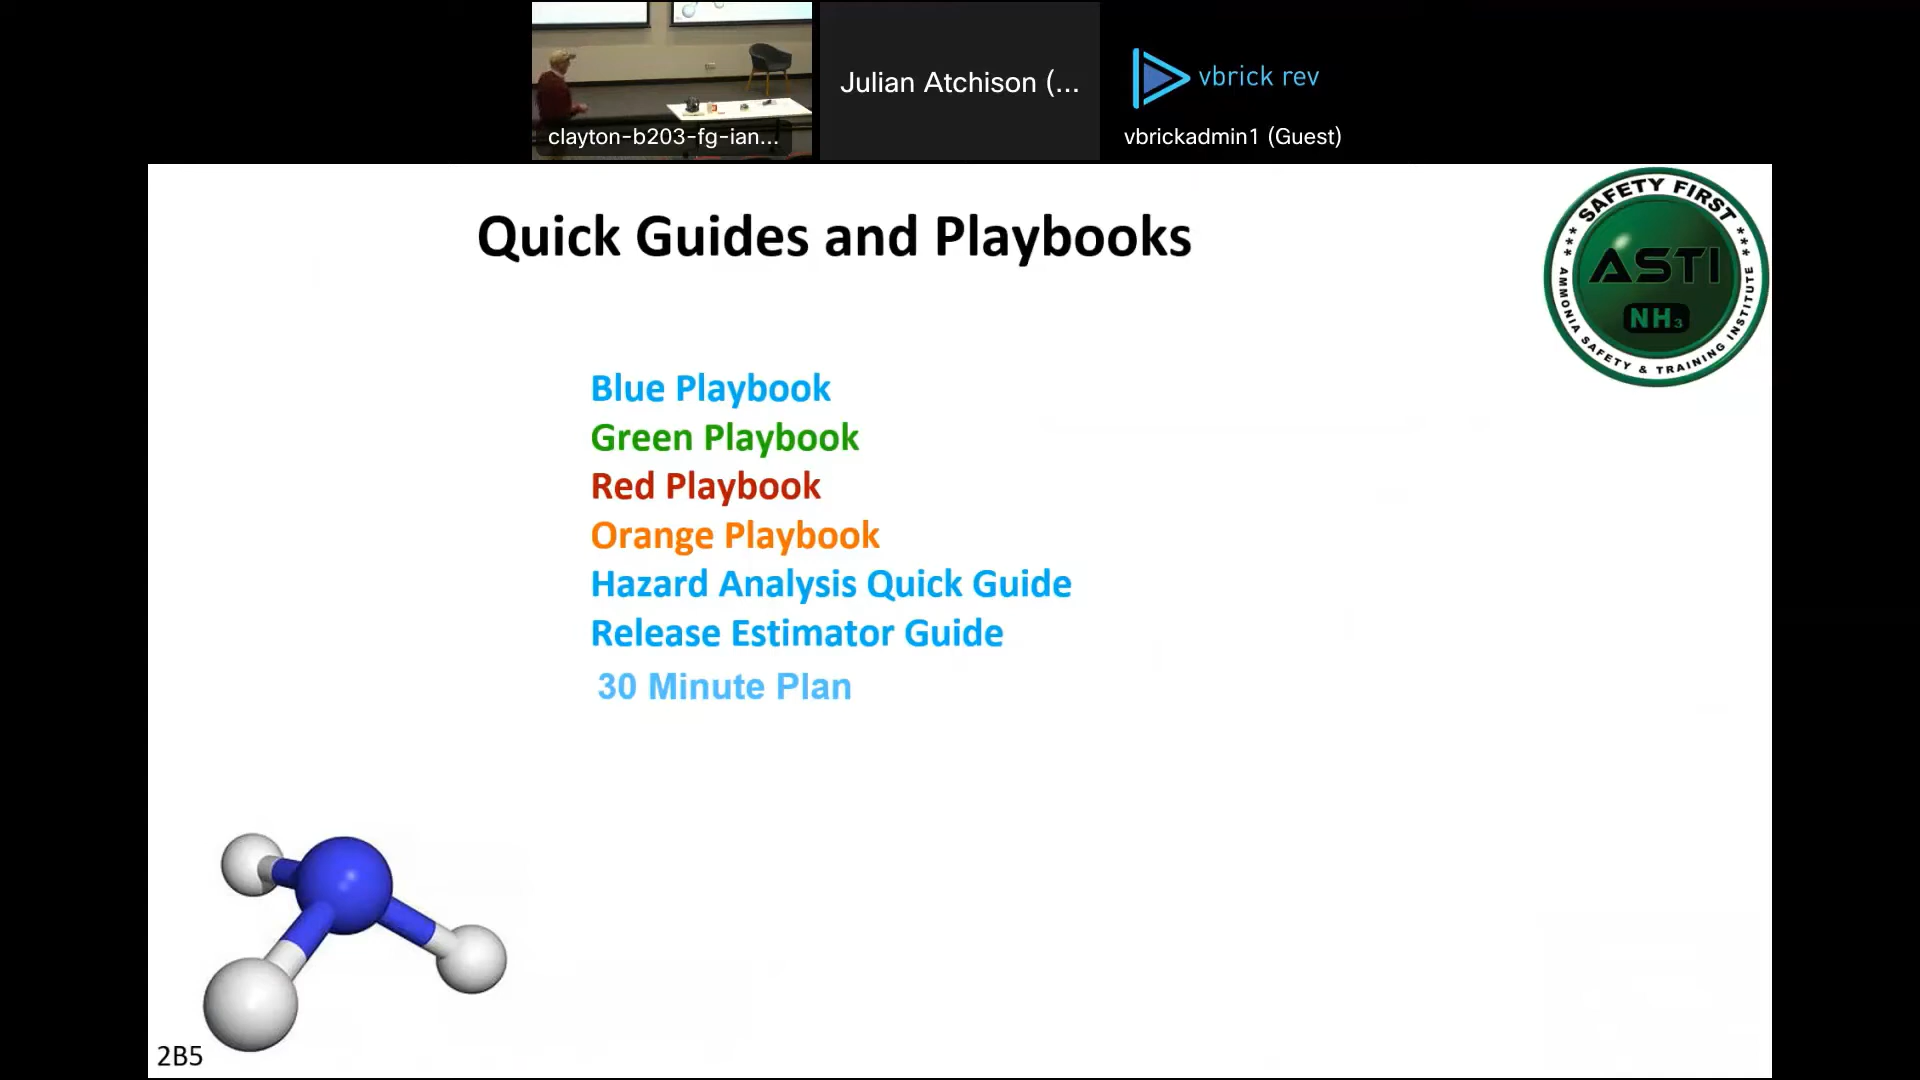 clayton-b203-fg-ian...
Julian Atchison (...
vbrick rev
vbrickadmin1 (Guest)
Quick Guides and Playbooks
SAFETY FIRST
ASTI
NH₃
AMMONIA SAFETY & TRAINING INSTITUTE
Blue Playbook
Green Playbook
Red Playbook
Orange Playbook
Hazard Analysis Quick Guide
Release Estimator Guide
30 Minute Plan
2B5